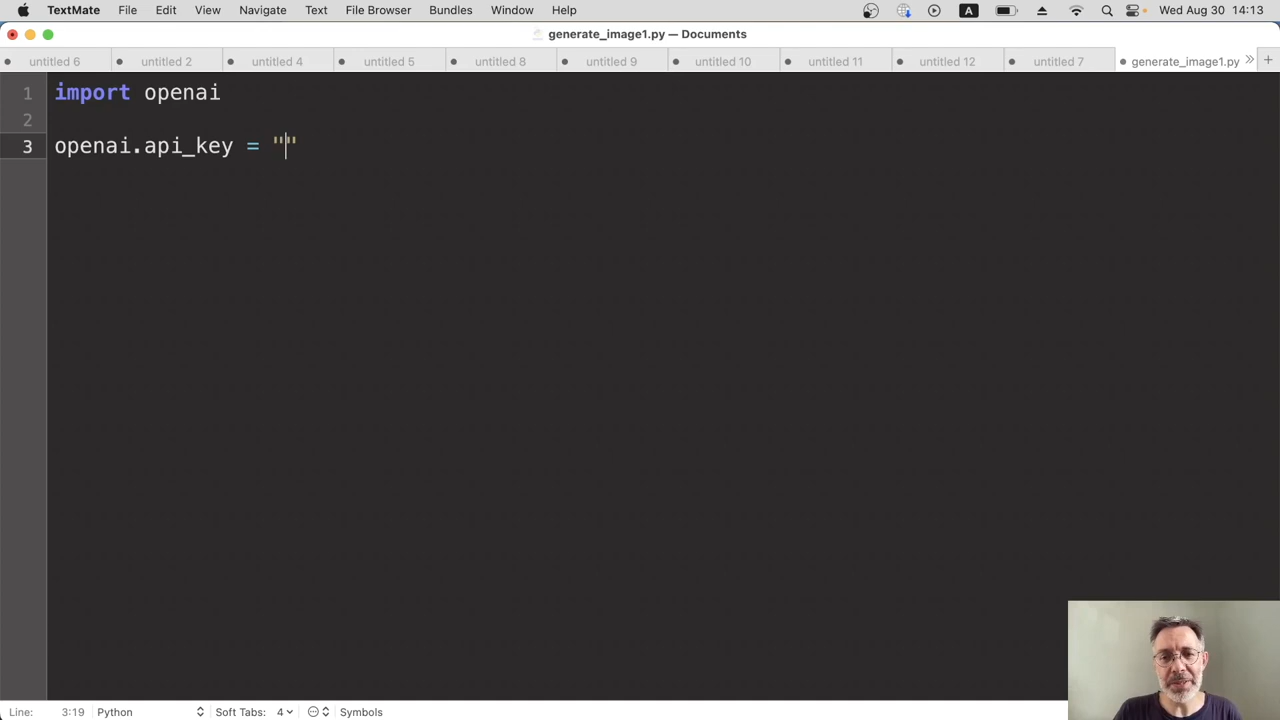 TextMate File Edit View Navigate Text File Browser Bundles Window Help A Wed Aug 30 14:13
generate_image1.py — Documents
untitled 6 untitled 2 untitled 4 untitled 5 untitled 8 untitled 9 untitled 10 untitled 11 untitled 12 untitled 7 generate_image1.py » +
1 import openai
2
3 openai.api_key = ""
Line: 3:19 Python Soft Tabs: 4 Symbols